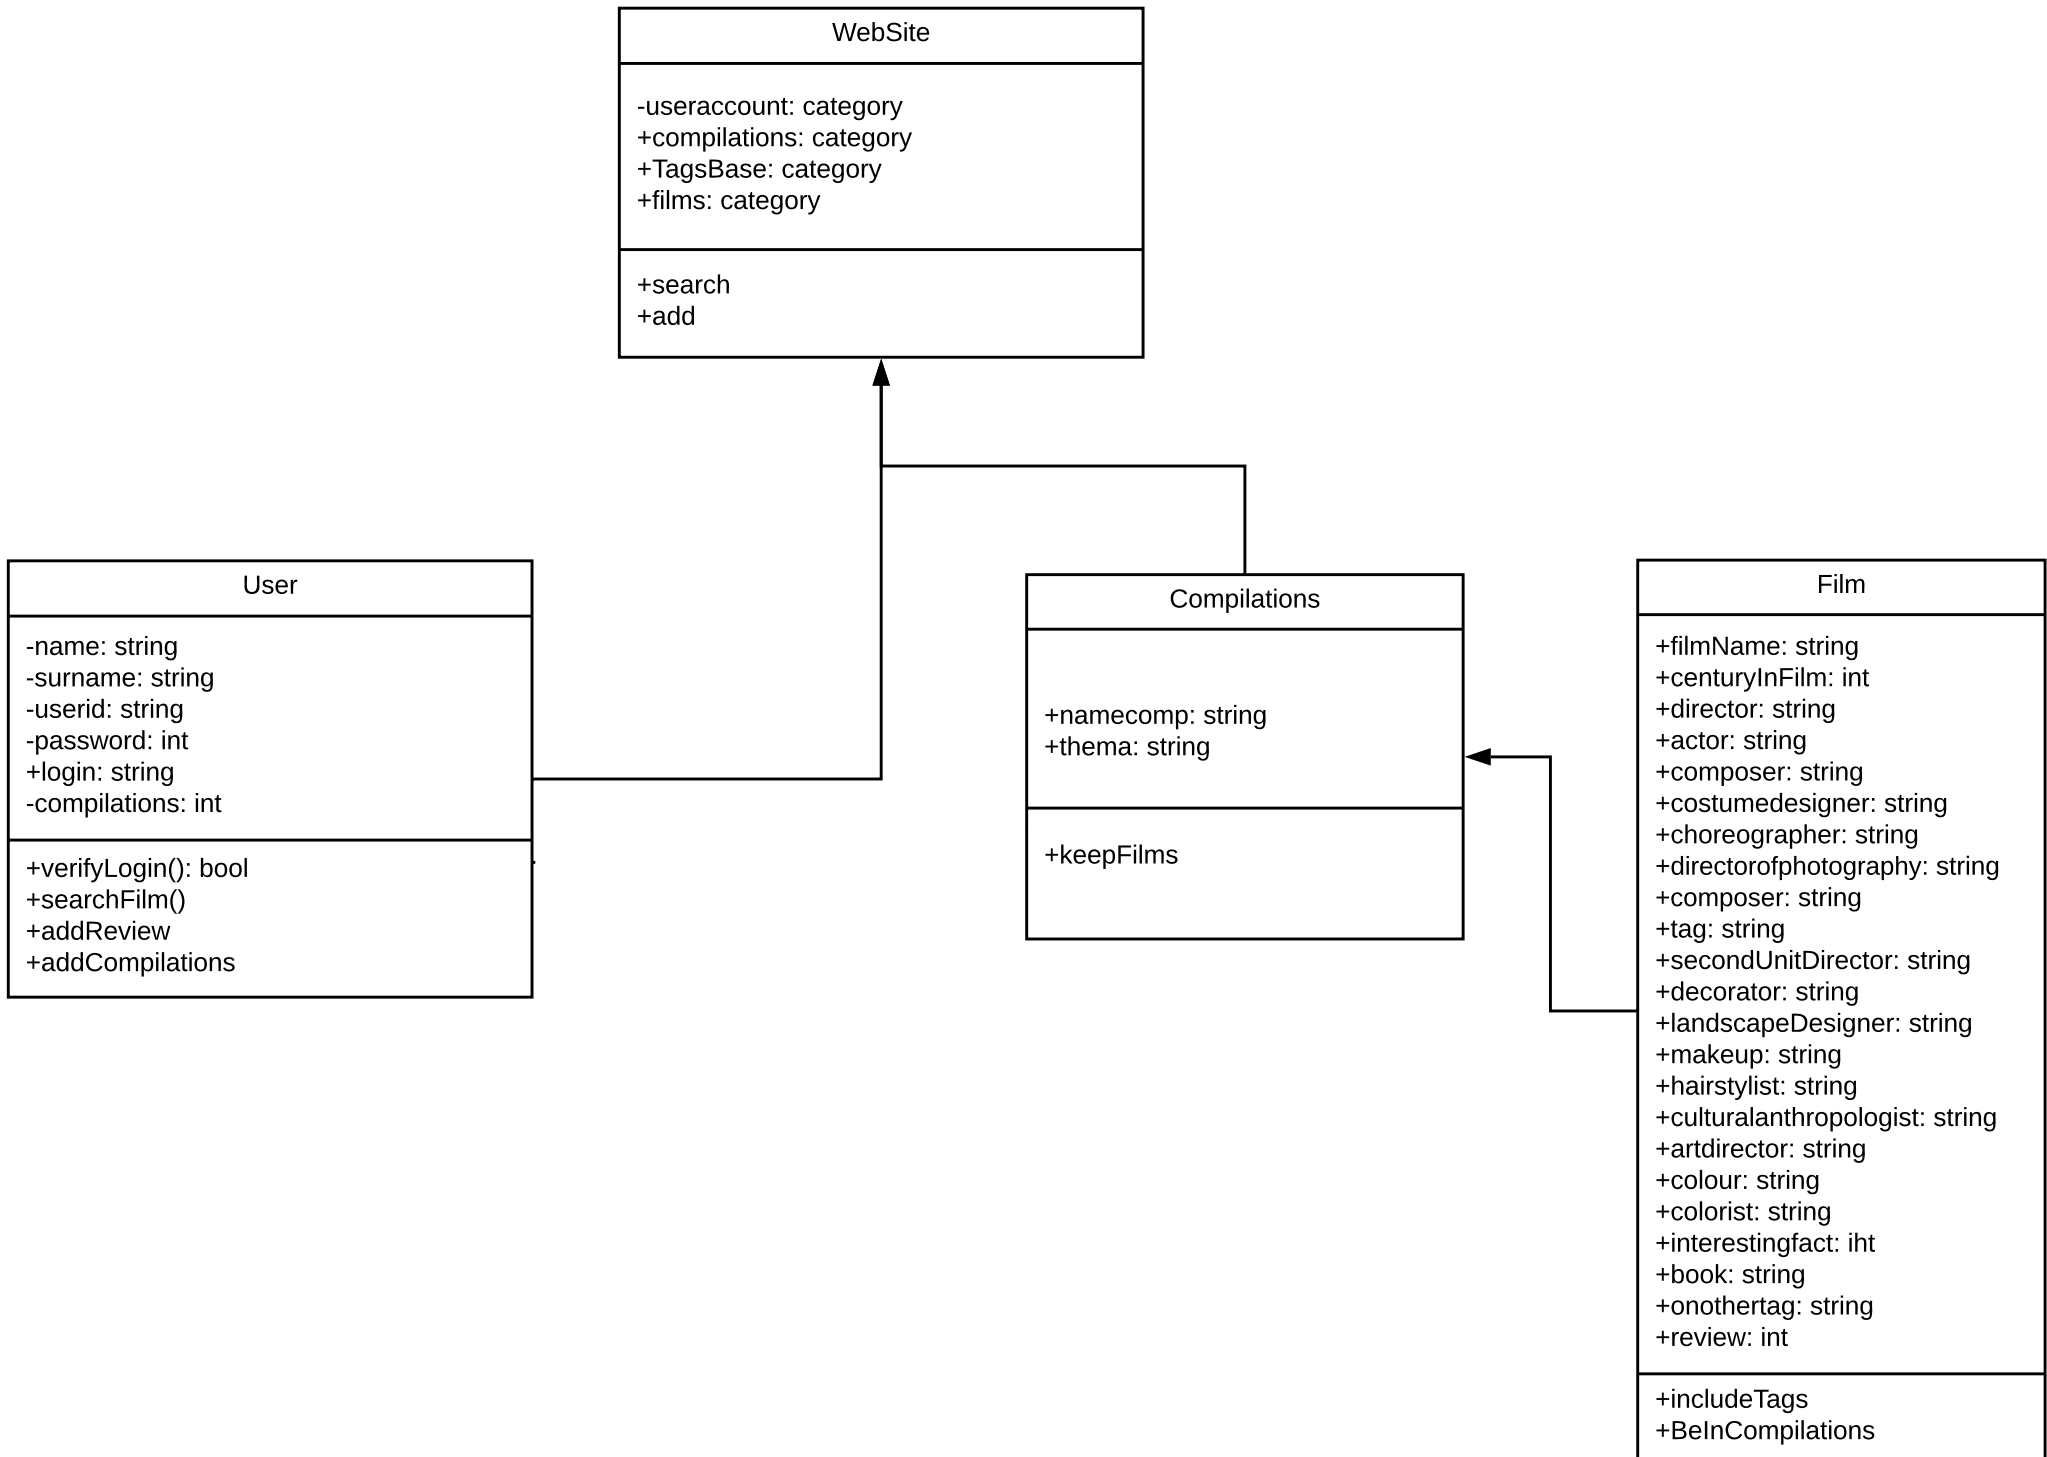 WebSite
-useraccount: category
+compilations: category
+TagsBase: category
+films: category
+search
+add
User
-name: string
-surname: string
-userid: string
-password: int
+login: string
-compilations: int
+verifyLogin(): bool
+searchFilm()
+addReview
+addCompilations
Compilations
+namecomp: string
+thema: string
+keepFilms
Film
+filmName: string
+centuryInFilm: int
+director: string
+actor: string
+composer: string
+costumedesigner: string
+choreographer: string
+directorofphotography: string
+composer: string
+tag: string
+secondUnitDirector: string
+decorator: string
+landscapeDesigner: string
+makeup: string
+hairstylist: string
+culturalanthropologist: string
+artdirector: string
+colour: string
+colorist: string
+interestingfact: iht
+book: string
+onothertag: string
+review: int
+includeTags
+BeInCompilations